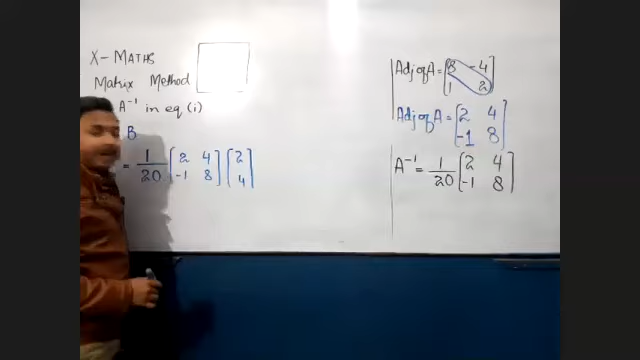 X- MATHS
Matrix Method
A⁻¹ in eq (i)
B
= 1/20 [2 4
-1 8] [2
4]
Adj of A = [8 -4
1 2]
Adj of A = [2 4
-1 8]
A⁻¹ = 1/20 [2 4
-1 8]